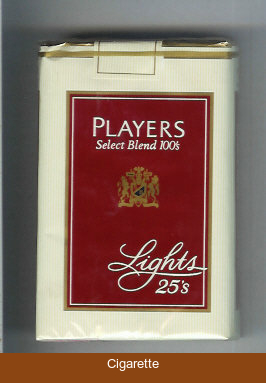 PLAYERS
Select Blend 100's
Lights
25's
Cigarette